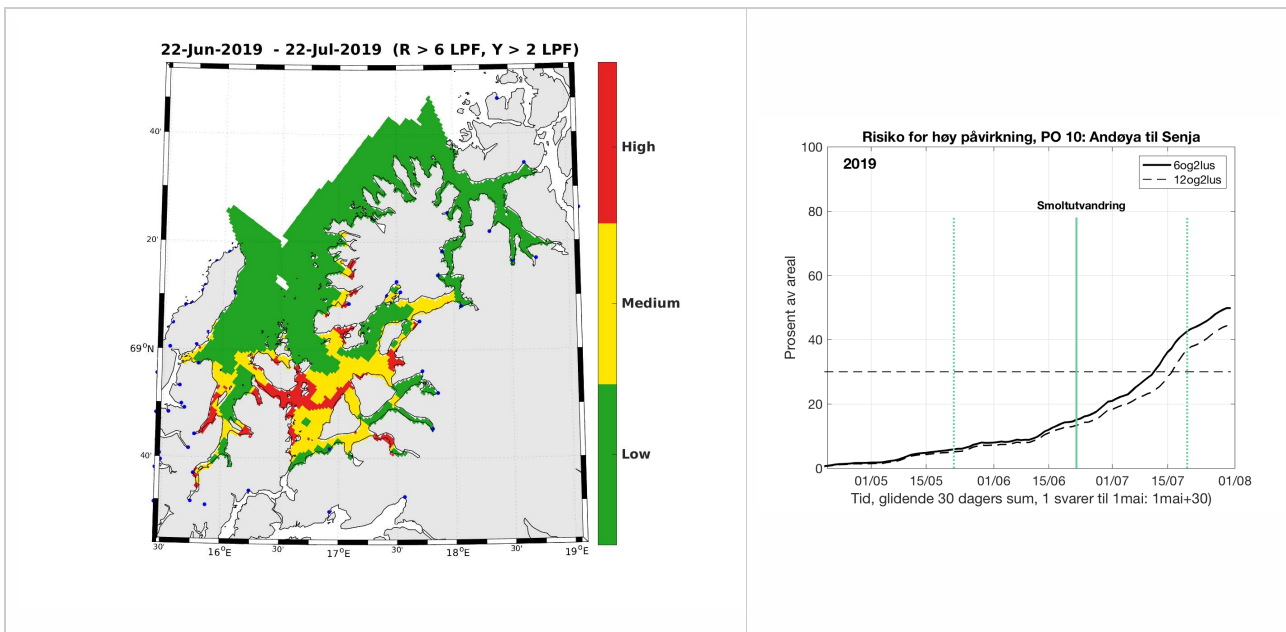 22-Jun-2019 - 22-Jul-2019 (R > 6 LPF, Y > 2 LPF)
High
Medium
Low
40'
20'
69°N
40'
30'
16°E
30'
17°E
30'
18°E
30'
19°E
Risiko for høy påvirkning, PO 10: Andøya til Senja
2019
6og2lus
12og2lus
Smoltutvandring
Prosent av areal
100
80
60
40
20
0
01/05 15/05 01/06 15/06 01/07 15/07 01/08
Tid, glidende 30 dagers sum, 1 svarer til 1mai: 1mai+30)